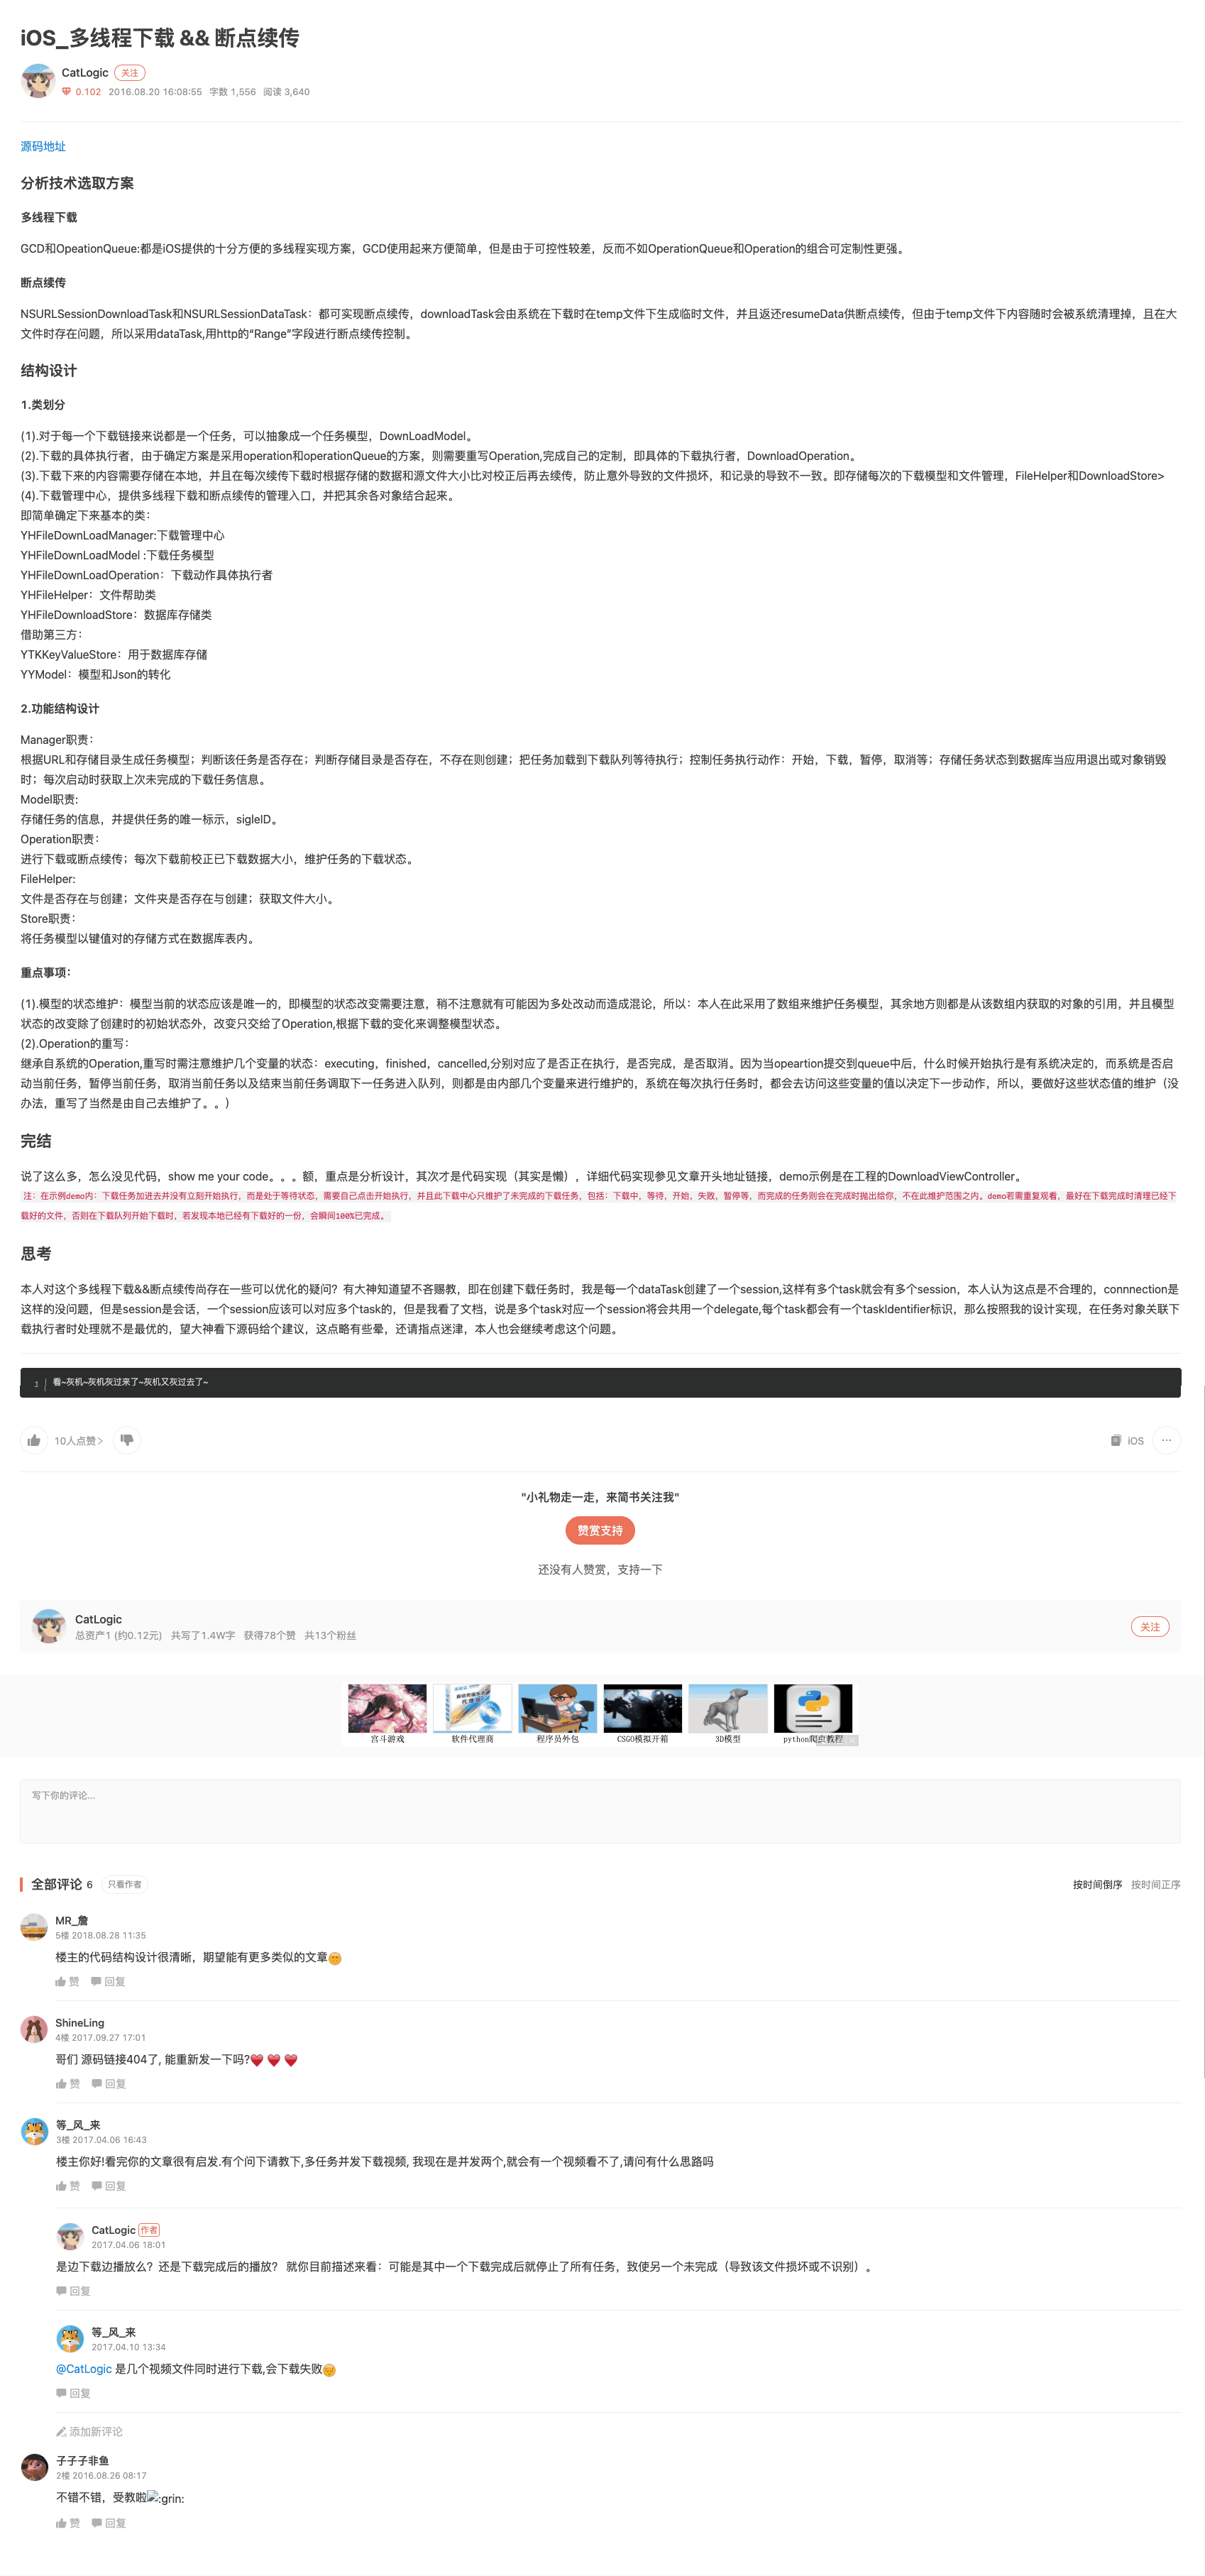 iOS_多线程下载 && 断点续传
CatLogic 关注
0.102 2016.08.20 16:08:55 字数 1,556 阅读 3,640
源码地址
分析技术选取方案
多线程下载
GCD和OpeationQueue:都是iOS提供的十分方便的多线程实现方案，GCD使用起来方便简单，但是由于可控性较差，反而不如OperationQueue和Operation的组合可定制性更强。
断点续传
NSURLSessionDownloadTask和NSURLSessionDataTask：都可实现断点续传，downloadTask会由系统在下载时在temp文件下生成临时文件，并且返还resumeData供断点续传，但由于temp文件下内容随时会被系统清理掉，且在大
文件时存在问题，所以采用dataTask,用http的“Range”字段进行断点续传控制。
结构设计
1.类划分
(1).对于每一个下载链接来说都是一个任务，可以抽象成一个任务模型，DownLoadModel。
(2).下载的具体执行者，由于确定方案是采用operation和operationQueue的方案，则需要重写Operation,完成自己的定制，即具体的下载执行者，DownloadOperation。
(3).下载下来的内容需要存储在本地，并且在每次续传下载时根据存储的数据和源文件大小比对校正后再去续传，防止意外导致的文件损坏，和记录的导致不一致。即存储每次的下载模型和文件管理，FileHelper和DownloadStore>
(4).下载管理中心，提供多线程下载和断点续传的管理入口，并把其余各对象结合起来。
即简单确定下来基本的类：
YHFileDownLoadManager:下载管理中心
YHFileDownLoadModel :下载任务模型
YHFileDownLoadOperation：下载动作具体执行者
YHFileHelper：文件帮助类
YHFileDownloadStore：数据库存储类
借助第三方：
YTKKeyValueStore：用于数据库存储
YYModel：模型和Json的转化
2.功能结构设计
Manager职责：
根据URL和存储目录生成任务模型；判断该任务是否存在；判断存储目录是否存在，不存在则创建；把任务加载到下载队列等待执行；控制任务执行动作：开始，下载，暂停，取消等；存储任务状态到数据库当应用退出或对象销毁
时；每次启动时获取上次未完成的下载任务信息。
Model职责:
存储任务的信息，并提供任务的唯一标示，sigleID。
Operation职责：
进行下载或断点续传；每次下载前校正已下载数据大小，维护任务的下载状态。
FileHelper:
文件是否存在与创建；文件夹是否存在与创建；获取文件大小。
Store职责：
将任务模型以键值对的存储方式在数据库表内。
重点事项：
(1).模型的状态维护：模型当前的状态应该是唯一的，即模型的状态改变需要注意，稍不注意就有可能因为多处改动而造成混论，所以：本人在此采用了数组来维护任务模型，其余地方则都是从该数组内获取的对象的引用，并且模型
状态的改变除了创建时的初始状态外，改变只交给了Operation,根据下载的变化来调整模型状态。
(2).Operation的重写：
继承自系统的Operation,重写时需注意维护几个变量的状态：executing，finished，cancelled,分别对应了是否正在执行，是否完成，是否取消。因为当opeartion提交到queue中后，什么时候开始执行是有系统决定的，而系统是否启
动当前任务，暂停当前任务，取消当前任务以及结束当前任务调取下一任务进入队列，则都是由内部几个变量来进行维护的，系统在每次执行任务时，都会去访问这些变量的值以决定下一步动作，所以，要做好这些状态值的维护（没
办法，重写了当然是由自己去维护了。。）
完结
说了这么多，怎么没见代码，show me your code。。。额，重点是分析设计，其次才是代码实现（其实是懒），详细代码实现参见文章开头地址链接，demo示例是在工程的DownloadViewController。
注：在示例demo内：下载任务加进去并没有立刻开始执行，而是处于等待状态，需要自己点击开始执行，并且此下载中心只维护了未完成的下载任务，包括：下载中，等待，开始，失败，暂停等，而完成的任务则会在完成时抛出给你，不在此维护范围之内。demo若需重复观看，最好在下载完成时清理已经下
载好的文件，否则在下载队列开始下载时，若发现本地已经有下载好的一份，会瞬间100%已完成。
思考
本人对这个多线程下载&&断点续传尚存在一些可以优化的疑问？有大神知道望不吝赐教，即在创建下载任务时，我是每一个dataTask创建了一个session,这样有多个task就会有多个session，本人认为这点是不合理的，connnection是
这样的没问题，但是session是会话，一个session应该可以对应多个task的，但是我看了文档，说是多个task对应一个session将会共用一个delegate,每个task都会有一个taskIdentifier标识，那么按照我的设计实现，在任务对象关联下
载执行者时处理就不是最优的，望大神看下源码给个建议，这点略有些晕，还请指点迷津，本人也会继续考虑这个问题。
1 看~灰机~灰机灰过来了~灰机又灰过去了~
10人点赞> iOS ...
"小礼物走一走，来简书关注我"
赞赏支持
还没有人赞赏，支持一下
CatLogic
总资产1 (约0.12元) 共写了1.4W字 获得78个赞 共13个粉丝
关注
宫斗游戏 软件代理商 程序员外包 CSGO模拟开箱 3D模型 python爬虫教程
写下你的评论...
全部评论 6 只看作者 按时间倒序 按时间正序
MR_詹
5楼 2018.08.28 11:35
楼主的代码结构设计很清晰，期望能有更多类似的文章
赞 回复
ShineLing
4楼 2017.09.27 17:01
哥们 源码链接404了, 能重新发一下吗?
赞 回复
等_风_来
3楼 2017.04.06 16:43
楼主你好!看完你的文章很有启发.有个问下请教下,多任务并发下载视频, 我现在是并发两个,就会有一个视频看不了,请问有什么思路吗
赞 回复
CatLogic 作者
2017.04.06 18:01
是边下载边播放么？还是下载完成后的播放？ 就你目前描述来看：可能是其中一个下载完成后就停止了所有任务，致使另一个未完成（导致该文件损坏或不识别）。
回复
等_风_来
2017.04.10 13:34
@CatLogic 是几个视频文件同时进行下载,会下载失败
回复
添加新评论
子子子非鱼
2楼 2016.08.26 08:17
不错不错，受教啦:grin:
赞 回复